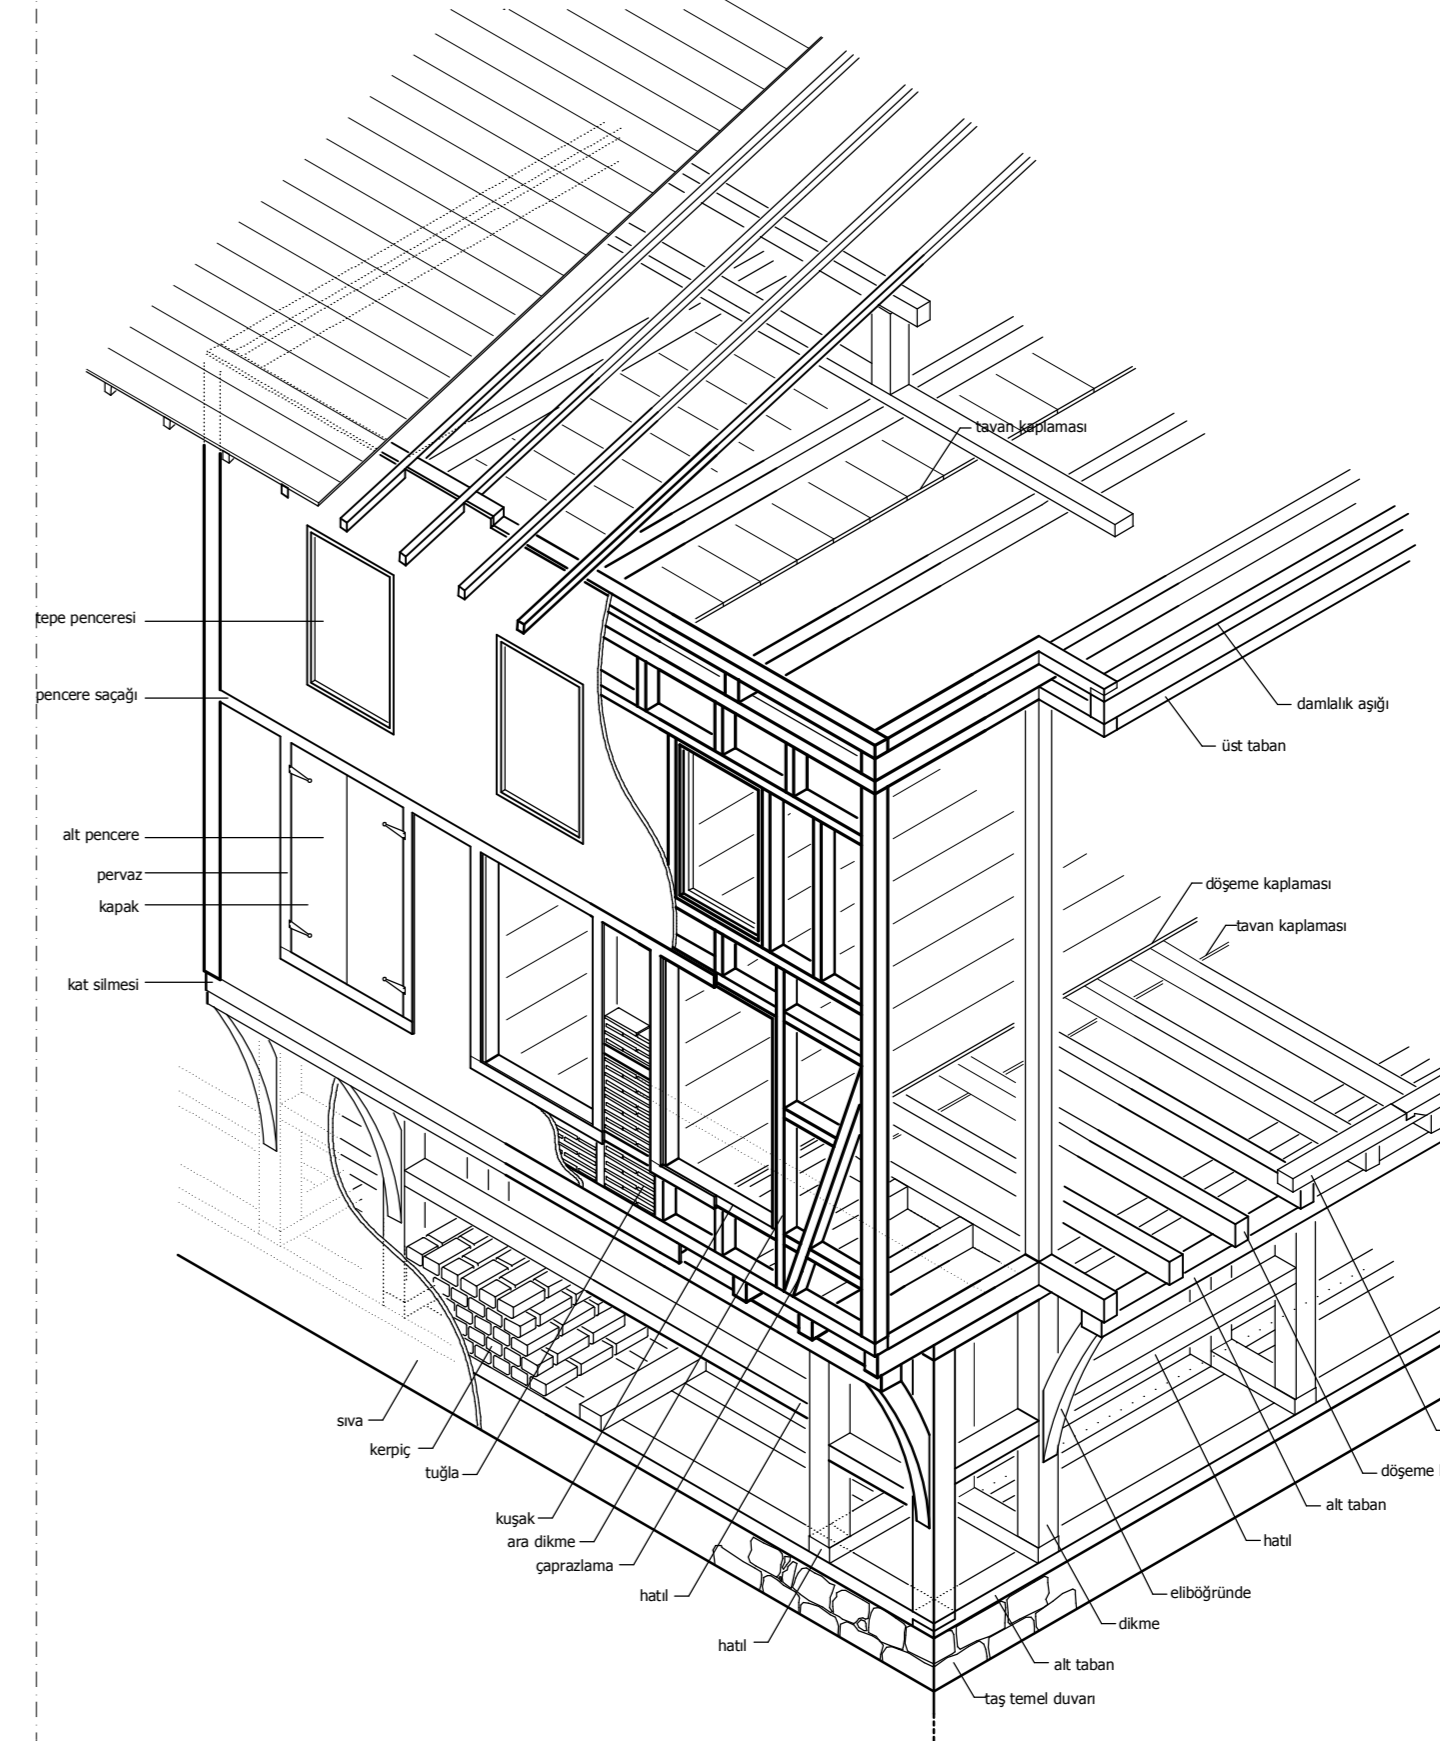 tavan kaplaması
tepe penceresi
pencere saçağı
damlalık aşığı
üst taban
alt pencere
pervaz
kapak
döşeme kaplaması
tavan kaplaması
kat silmesi
sıva
kerpiç
tuğla
döşeme
kuşak
alt taban
ara dikme
hatıl
çaprazlama
hatıl
eliböğründe
dikme
hatıl
alt taban
taş temel duvarı